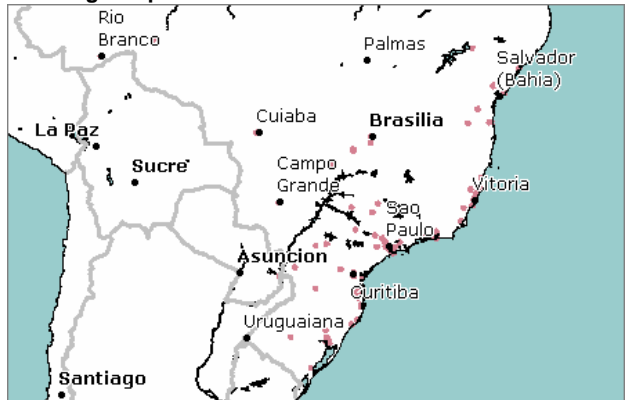 Rio
Branco
Palmas
Salvador
(Bahia)
Cuiaba
Brasilia
La Paz
Sucre
Campo
Grande
Vitoria
Sao
Paulo
Asuncion
Curitiba
Uruguaiana
Santiago